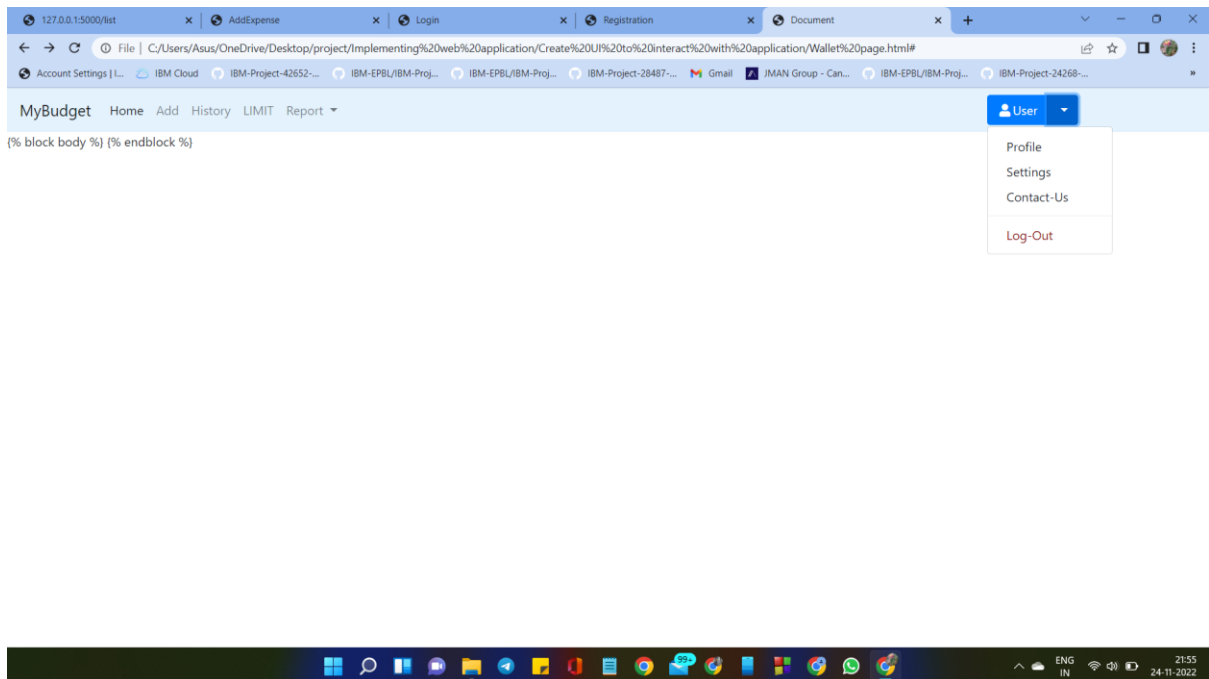 127.0.0.1:5000/list AddExpense Login Registration Document
File | C:/Users/Asus/OneDrive/Desktop/project/Implementing%20web%20application/Create%20UI%20to%20interact%20with%20application/Wallet%20page.html#
Account Settings | I... IBM Cloud IBM-Project-42652-... IBM-EPBL/IBM-Proj... IBM-EPBL/IBM-Proj... IBM-Project-28487-... Gmail JMAN Group - Can... IBM-EPBL/IBM-Proj... IBM-Project-24268-... »
MyBudget Home Add History LIMIT Report User
{% block body %} {% endblock %}
Profile
Settings
Contact-Us
Log-Out
99+
ENG 21:55
IN 24-11-2022